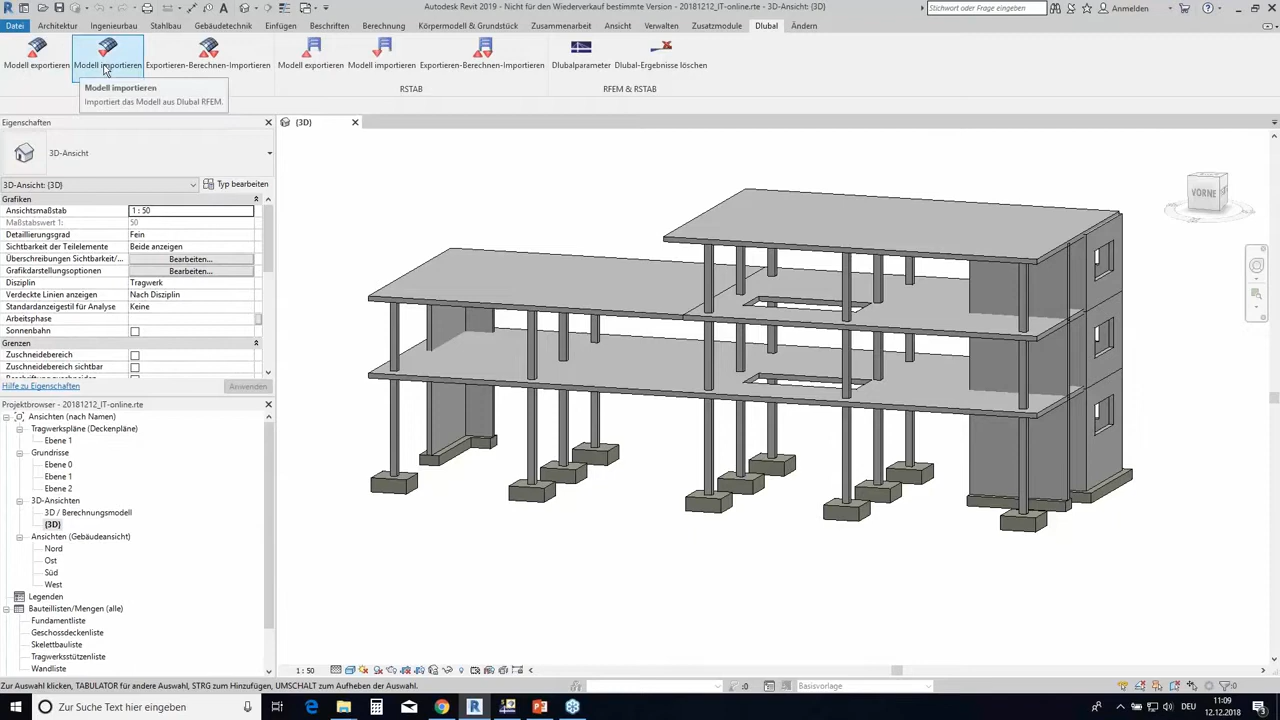 Autodesk Revit 2019 - Nicht für den Wiederverkauf bestimmte Version - 20181212_IT-online.rte - 3D-Ansicht: {3D}
Stichwort oder Frage eingeben
Anmelden
Datei Architektur Ingenieurbau Stahlbau Gebäudetechnik Einfügen Beschriften Berechnung Körpermodell & Grundstück Zusammenarbeit Ansicht Verwalten Zusatzmodule Dlubal Ändern
Modell exportieren Modell importieren Exportieren-Berechnen-Importieren Modell exportieren Modell importieren Exportieren-Berechnen-Importieren Dlubalparameter Dlubal-Ergebnisse löschen
RSTAB RFEM & RSTAB
Modell importieren
Importiert das Modell aus Dlubal RFEM.
Eigenschaften
{3D}
3D-Ansicht
3D-Ansicht: {3D} Typ bearbeiten
Grafiken
Ansichtsmaßstab 1 : 50
Maßstabswert 1: 50
Detaillierungsgrad Fein
Sichtbarkeit der Teilelemente Beide anzeigen
Überschreibungen Sichtbarkeit/... Bearbeiten...
Grafikdarstellungsoptionen Bearbeiten...
Disziplin Tragwerk
Verdeckte Linien anzeigen Nach Disziplin
Standardanzeigestil für Analyse Keine
Arbeitsphase
Sonnenbahn
Grenzen
Zuschneidebereich
Zuschneidebereich sichtbar
Hilfe zu Eigenschaften Anwenden
Projektbrowser - 20181212_IT-online.rte
Ansichten (nach Namen)
Tragwerkspläne (Deckenpläne)
Ebene 1
Grundrisse
Ebene 0
Ebene 1
Ebene 2
3D-Ansichten
3D / Berechnungsmodell
{3D}
Ansichten (Gebäudeansicht)
Nord
Ost
Süd
West
Legenden
Bauteillisten/Mengen (alle)
Fundamentliste
Geschossdeckenliste
Skelettbauliste
Tragwerksstützenliste
Wandliste
VORNE
1 : 50
Zur Auswahl klicken, TABULATOR für andere Auswahl, STRG zum Hinzufügen, UMSCHALT zum Aufheben der Auswahl.
:0
Basisvorlage
:0
Zur Suche Text hier eingeben
DEU
11:09
12.12.2018